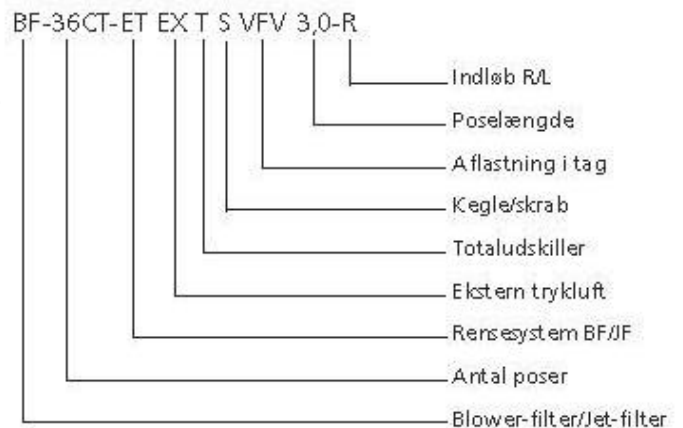 BF-36CT-ET EX T S VFV 3,0-R
Indløb R/L
Poselængde
Aflastning i tag
Kegle/skrab
Totaludskiller
Ekstern trykluft
Rensesystem BF/JF
Antal poser
Blower-filter/Jet-filter